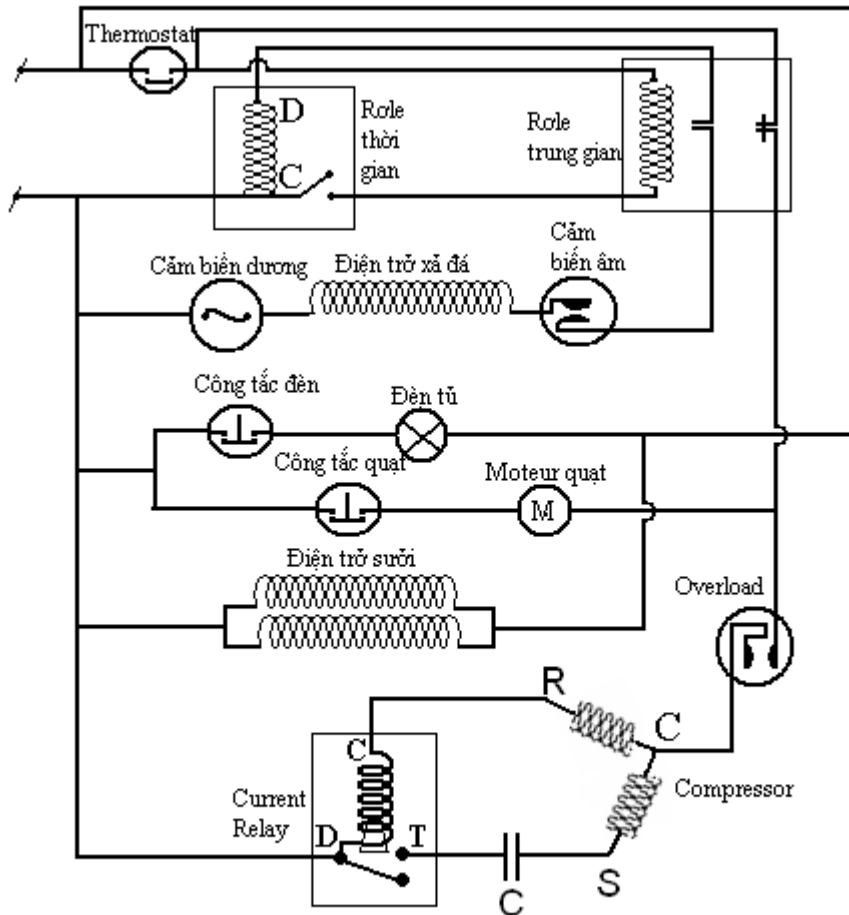 Thermostat
D
C
Rơle
thời
gian
Rơle
trung gian
Cảm biến dương
Điện trở xả đá
Cảm
biến âm
Công tắc đèn
Đèn tủ
Công tắc quạt
Moteur quạt
M
Điện trở sưởi
Overload
R
C
C
Compressor
Current
Relay
D
T
C
S